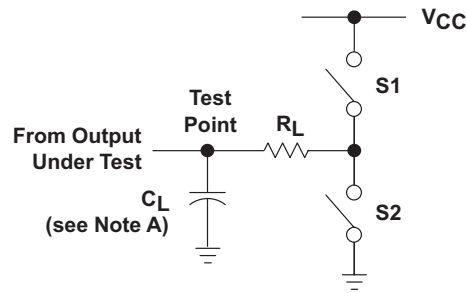 VCC
S1
Test
Point
RL
From Output
Under Test
CL
(see Note A)
S2